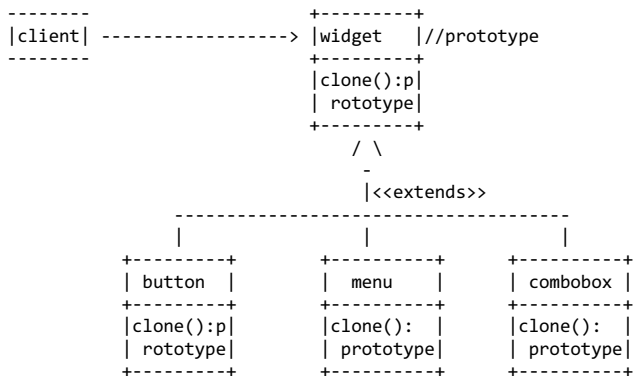 --------                      +---------+
|client| ------------------> |widget   |//prototype
--------                      +---------+
                              |clone():p|
                              | rototype|
                              +---------+
                                  / \
                                   -
                                   |<<extends>>
                --------------------------------------
                |                  |                  |
           +---------+        +----------+      +----------+
           | button  |        |  menu    |      | combobox |
           +---------+        +----------+      +----------+
           |clone():p|        |clone():  |      |clone():  |
           | rototype|        | prototype|      | prototype|
           +---------+        +----------+      +----------+